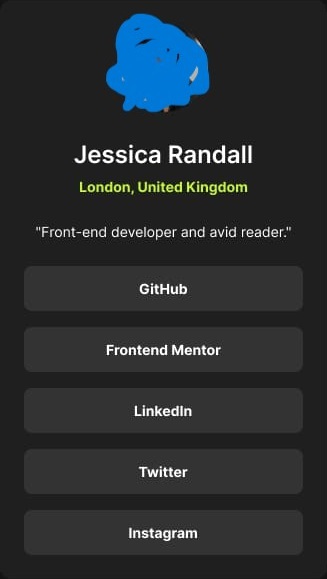 Jessica Randall
London, United Kingdom
"Front-end developer and avid reader."
GitHub
Frontend Mentor
LinkedIn
Twitter
Instagram